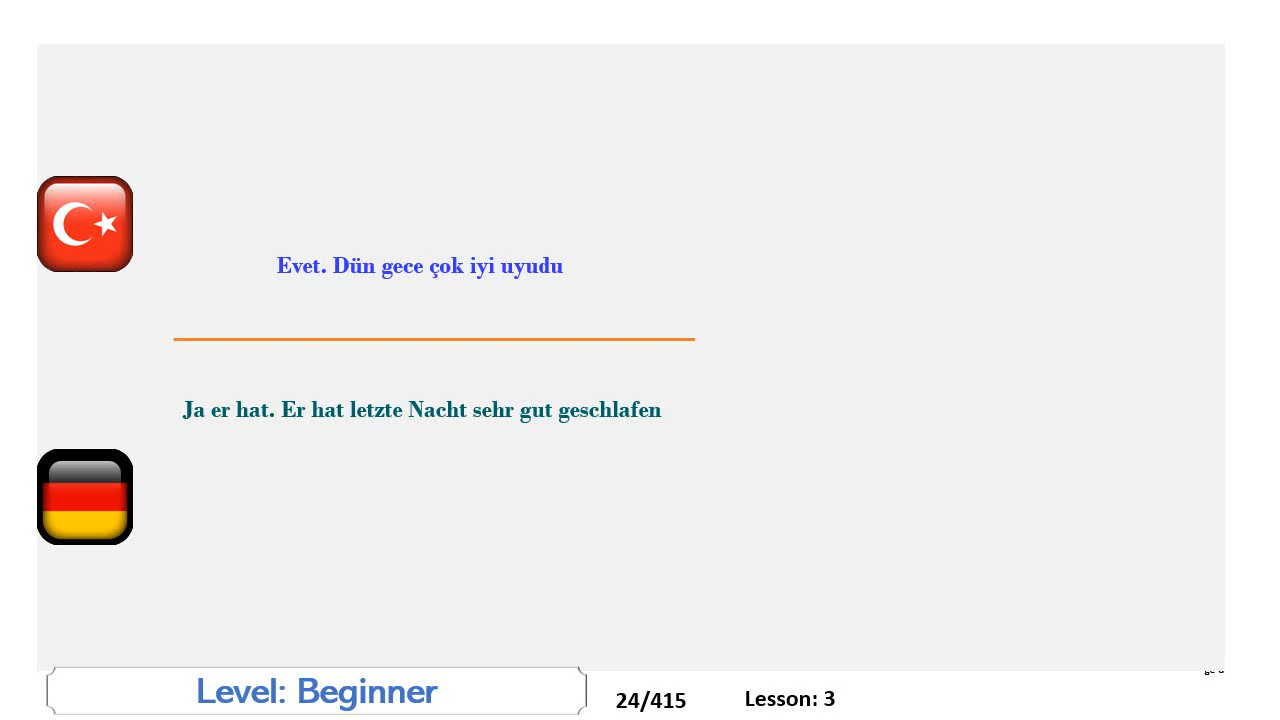 Evet. Dün gece çok iyi uyudu
Ja er hat. Er hat letzte Nacht sehr gut geschlafen
Level: Beginner
24/415
Lesson: 3